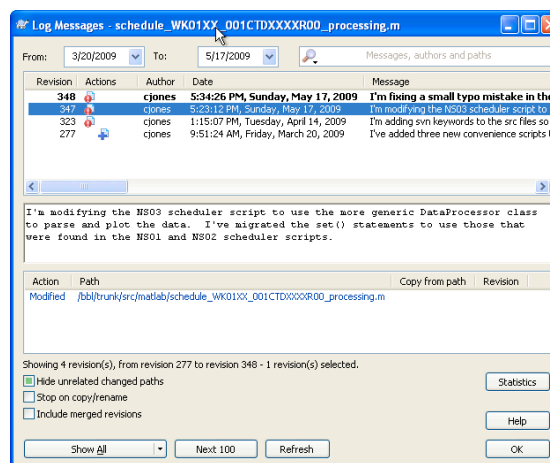 Log Messages - schedule_WK01XX_001CTDXXXXR00_processing.m
From: 3/20/2009 To: 5/17/2009 Messages, authors and paths
Revision Actions Author Date Message
348 cjones 5:34:26 PM, Sunday, May 17, 2009 I'm fixing a small typo mistake in the
347 cjones 5:23:12 PM, Sunday, May 17, 2009 I'm modifying the NS03 scheduler script to
323 cjones 1:15:07 PM, Tuesday, April 14, 2009 I'm adding svn keywords to the src files so
277 cjones 9:51:24 AM, Friday, March 20, 2009 I've added three new convenience scripts
I'm modifying the NS03 scheduler script to use the more generic DataProcessor class
to parse and plot the data.  I've migrated the set() statements to use those that
were found in the NS01 and NS02 scheduler scripts.
Action Path Copy from path Revision
Modified /bbl/trunk/src/matlab/schedule_WK01XX_001CTDXXXXR00_processing.m
Showing 4 revision(s), from revision 277 to revision 348 - 1 revision(s) selected.
Hide unrelated changed paths Statistics
Stop on copy/rename
Include merged revisions Help
Show All Next 100 Refresh OK